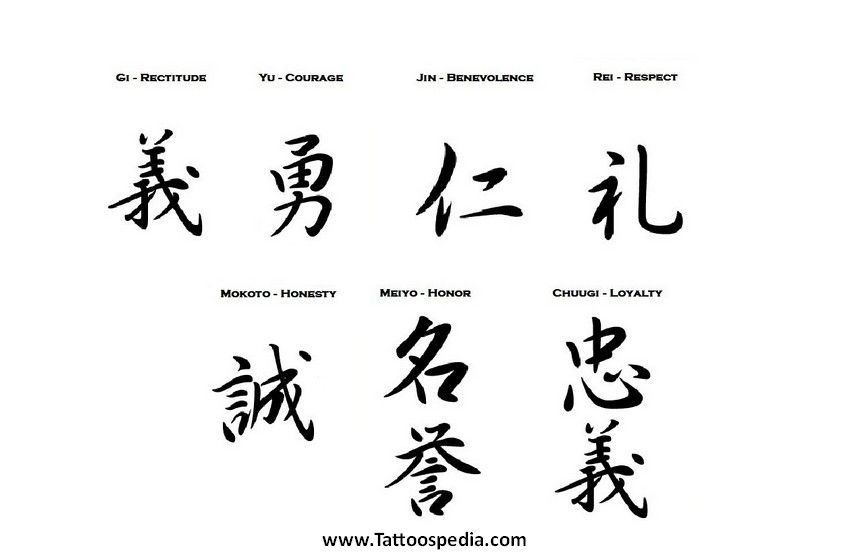 Gi - Rectitude
Yu - Courage
Jin - Benevolence
Rei - Respect
義
勇
仁
礼
Mokoto - Honesty
Meiyo - Honor
Chuugi - Loyalty
誠
名
誉
忠
義
www.Tattoospedia.com